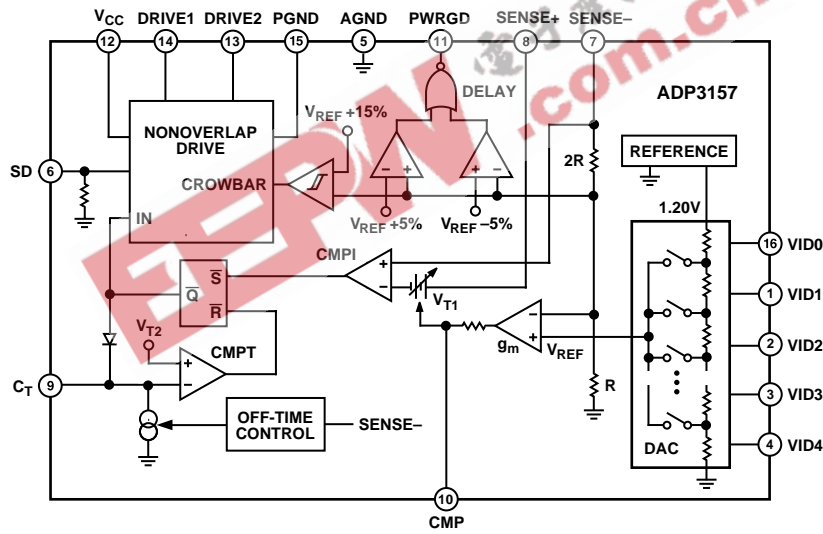 VCC DRIVE1 DRIVE2 PGND AGND PWRGD SENSE+ SENSE–
12 14 13 15 5 11 8 7
DELAY
ADP3157
VREF +15%
NONOVERLAP
DRIVE
2R
REFERENCE
SD 6
CROWBAR
– + – +
VREF +5% VREF –5%
1.20V
IN
16 VID0
CMPI
+
–
S
Q
R
VT1
1 VID1
VT2
–
+
gm
VREF
2 VID2
CMPT
+
–
CT 9
R
3 VID3
OFF-TIME
CONTROL
SENSE–
DAC
4 VID4
10
CMP
EEPW
.com.cn